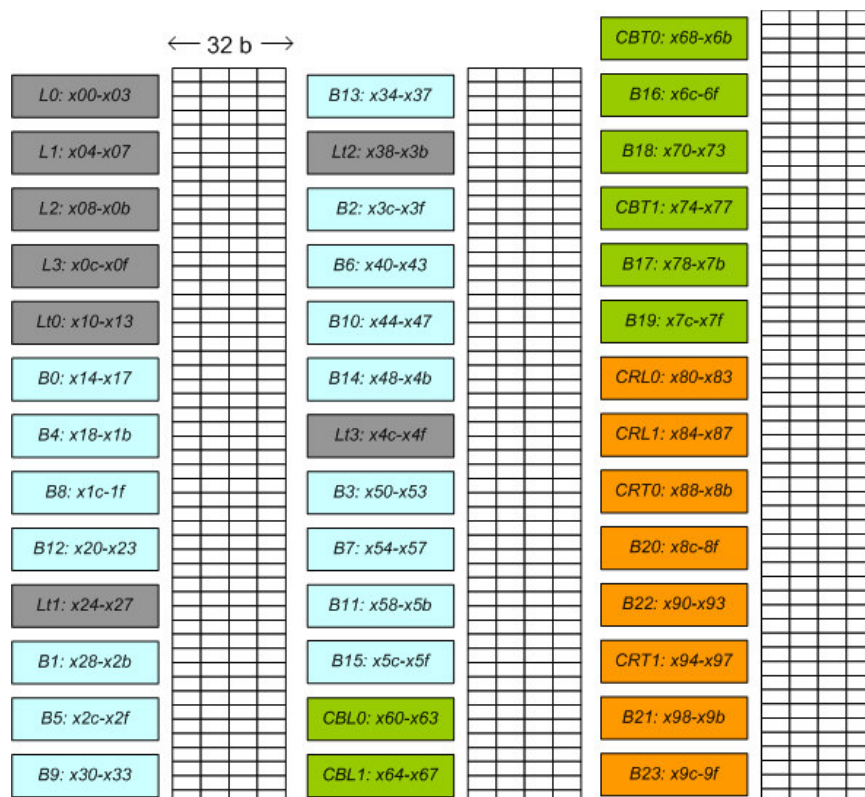 ← 32 b →
L0: x00-x03
L1: x04-x07
L2: x08-x0b
L3: x0c-x0f
Lt0: x10-x13
B0: x14-x17
B4: x18-x1b
B8: x1c-1f
B12: x20-x23
Lt1: x24-x27
B1: x28-x2b
B5: x2c-x2f
B9: x30-x33
B13: x34-x37
Lt2: x38-x3b
B2: x3c-x3f
B6: x40-x43
B10: x44-x47
B14: x48-x4b
Lt3: x4c-x4f
B3: x50-x53
B7: x54-x57
B11: x58-x5b
B15: x5c-x5f
CBL0: x60-x63
CBL1: x64-x67
CBT0: x68-x6b
B16: x6c-6f
B18: x70-x73
CBT1: x74-x77
B17: x78-x7b
B19: x7c-x7f
CRL0: x80-x83
CRL1: x84-x87
CRT0: x88-x8b
B20: x8c-8f
B22: x90-x93
CRT1: x94-x97
B21: x98-x9b
B23: x9c-9f